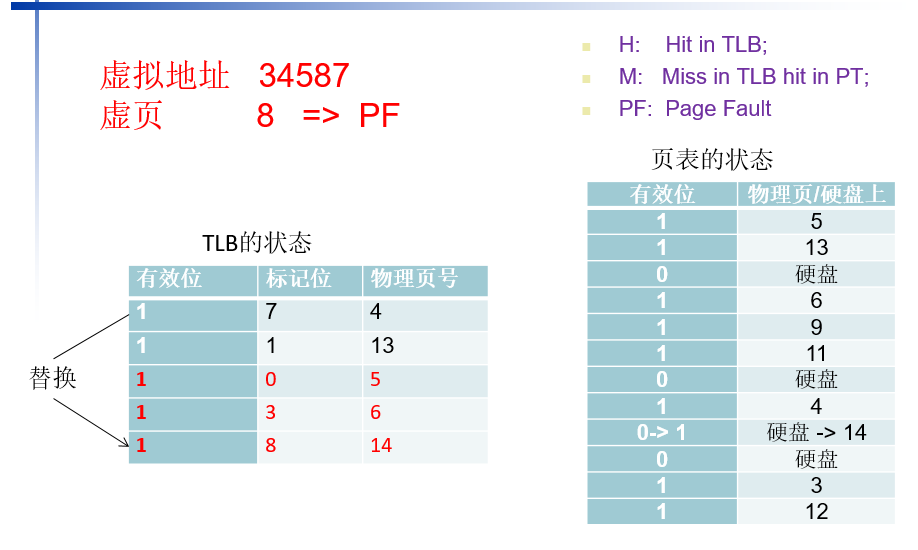 虚拟地址 34587
虚页 8 => PF
H: Hit in TLB;
M: Miss in TLB hit in PT;
PF: Page Fault
TLB的状态
有效位 标记位 物理页号
1 7 4
1 1 13
1 0 5
1 3 6
1 8 14
替换
页表的状态
有效位 物理页/硬盘上
1 5
1 13
0 硬盘
1 6
1 9
1 11
0 硬盘
1 4
0-> 1 硬盘 -> 14
0 硬盘
1 3
1 12